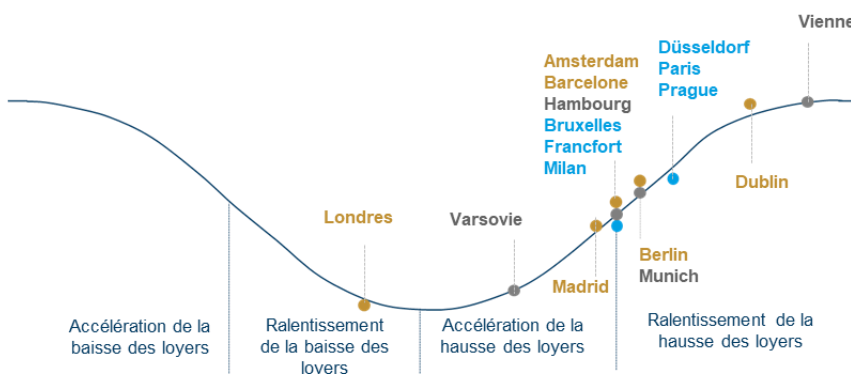 Vienne
Amsterdam
Barcelone
Hambourg
Bruxelles
Francfort
Milan
Düsseldorf
Paris
Prague
Londres
Varsovie
Dublin
Madrid
Berlin
Munich
Accélération de la
baisse des loyers
Ralentissement
de la baisse des
loyers
Accélération de la
hausse des loyers
Ralentissement de la
hausse des loyers